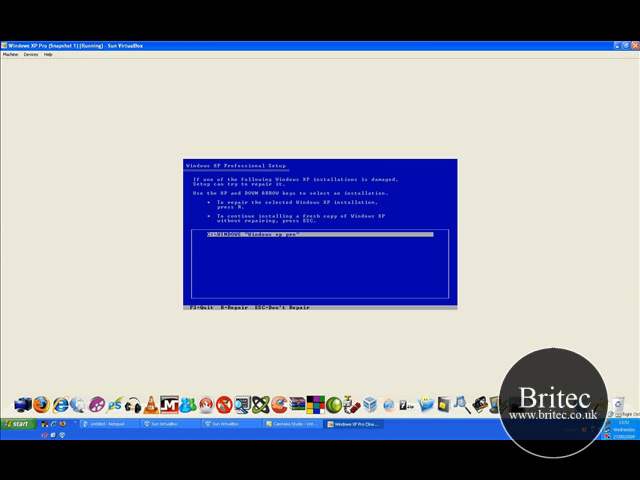 Windows XP Pro (Snapshot 1) [Running] - Sun VirtualBox
Machine Devices Help
Windows XP Professional Setup
If one of the following Windows XP installations is damaged,
Setup can try to repair it.
Use the UP and DOWN ARROW keys to select an installation.
• To repair the selected Windows XP installation,
press R.
• To continue installing a fresh copy of Windows XP
without repairing, press ESC.
C:\WINDOWS "Windows xp pro"
F3=Quit R=Repair ESC=Don't Repair
Britec
www.britec.co.uk
start
Untitled - Notepad
Sun VirtualBox
Sun VirtualBox
Camtasia Studio - Unt...
Windows XP Pro (Sna...
Wednesday